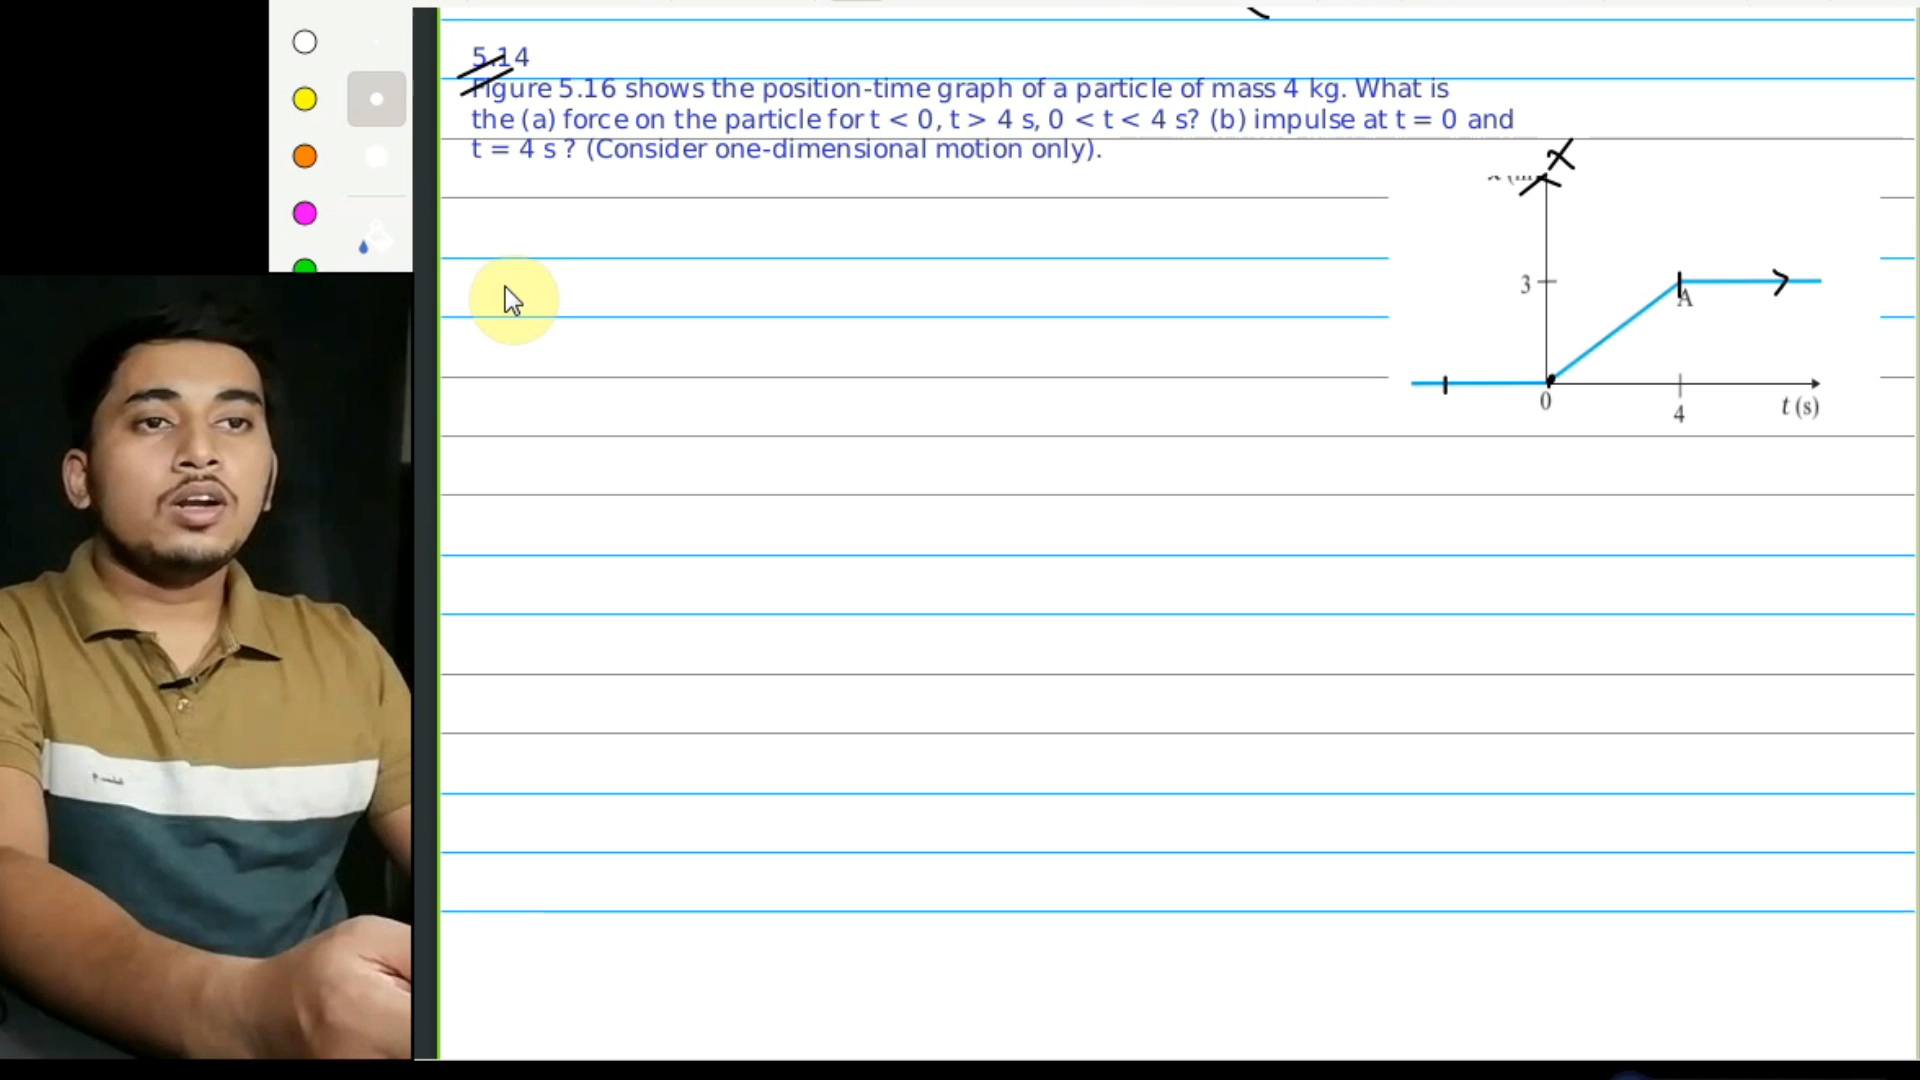 5.14
Figure 5.16 shows the position-time graph of a particle of mass 4 kg. What is
the (a) force on the particle for t < 0, t > 4 s, 0 < t < 4 s? (b) impulse at t = 0 and
t = 4 s ? (Consider one-dimensional motion only).
x
3
A
0
4
t (s)